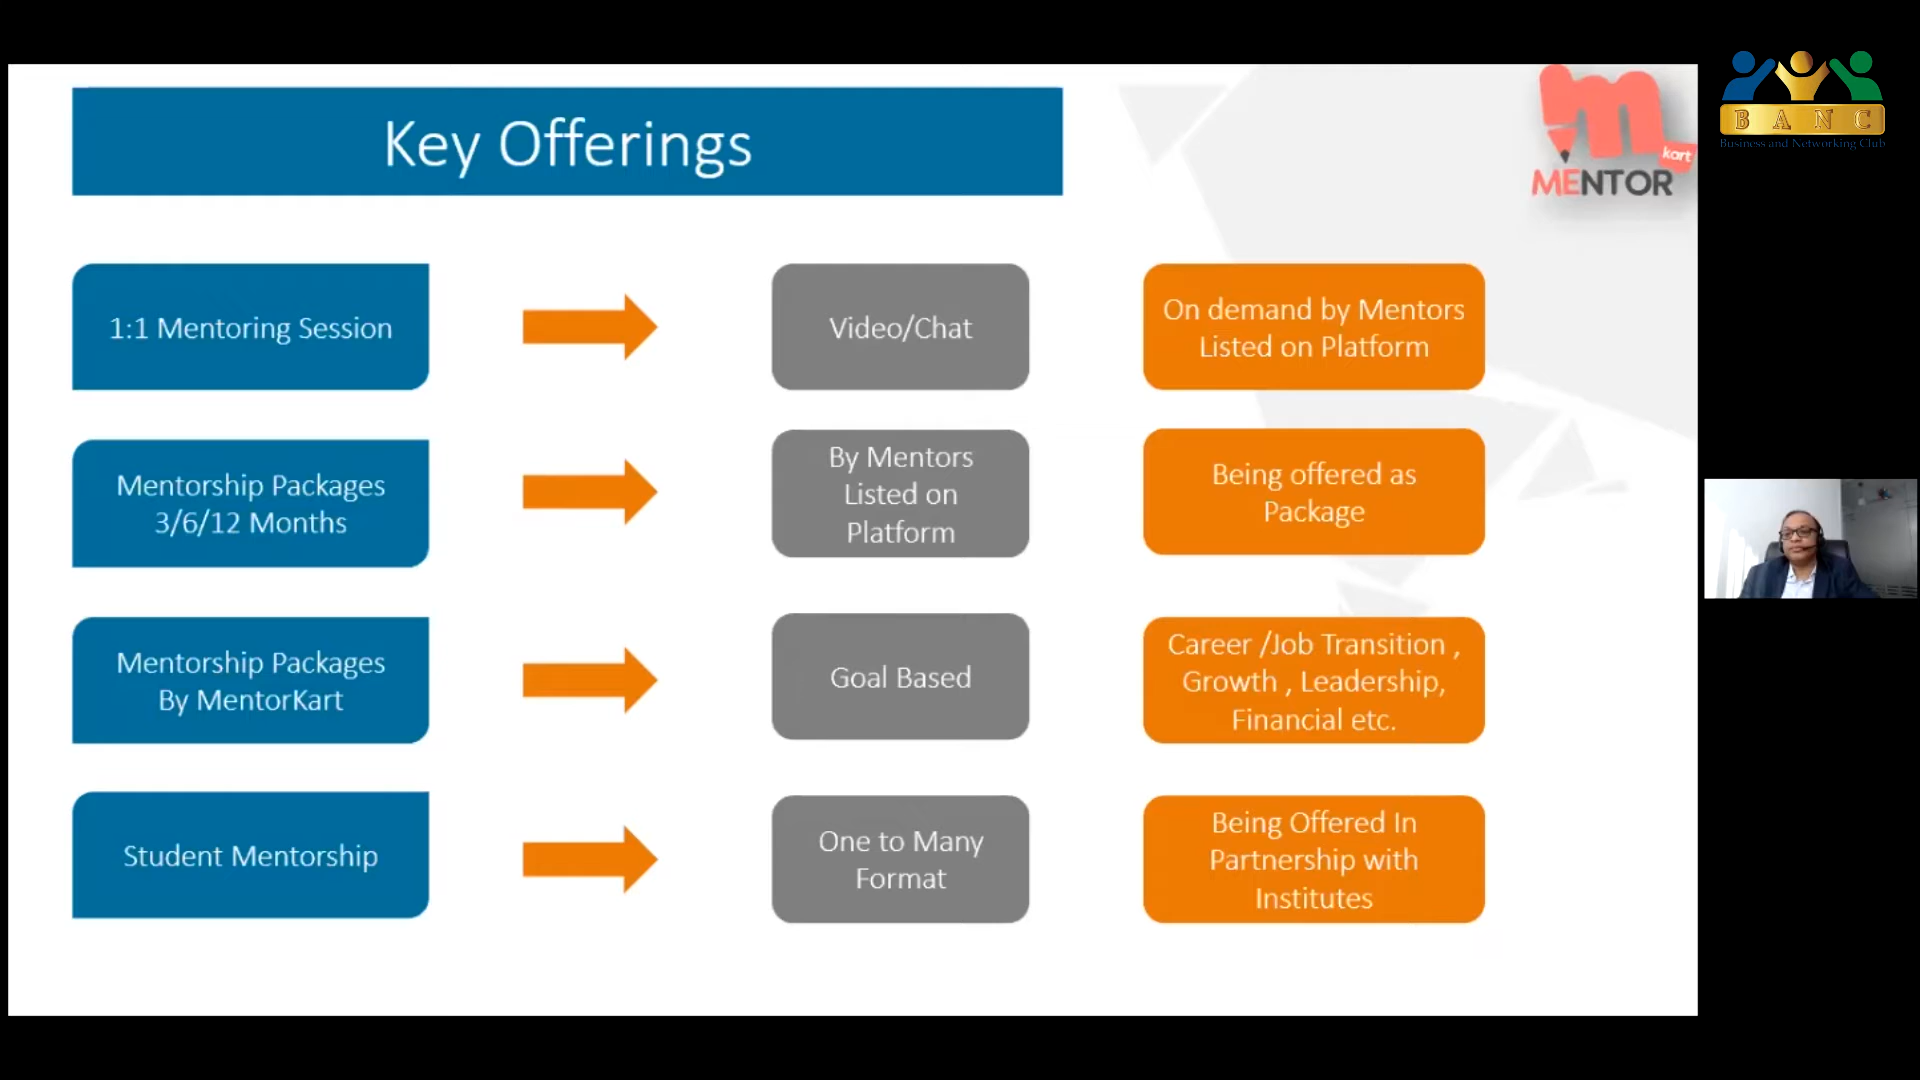 Key Offerings
m
kart
MENTOR
B A N C
Business and Networking Club
1:1 Mentoring Session
Video/Chat
On demand by Mentors
Listed on Platform
Mentorship Packages
3/6/12 Months
By Mentors
Listed on
Platform
Being offered as
Package
Mentorship Packages
By MentorKart
Goal Based
Career /Job Transition ,
Growth , Leadership,
Financial etc.
Student Mentorship
One to Many
Format
Being Offered In
Partnership with
Institutes